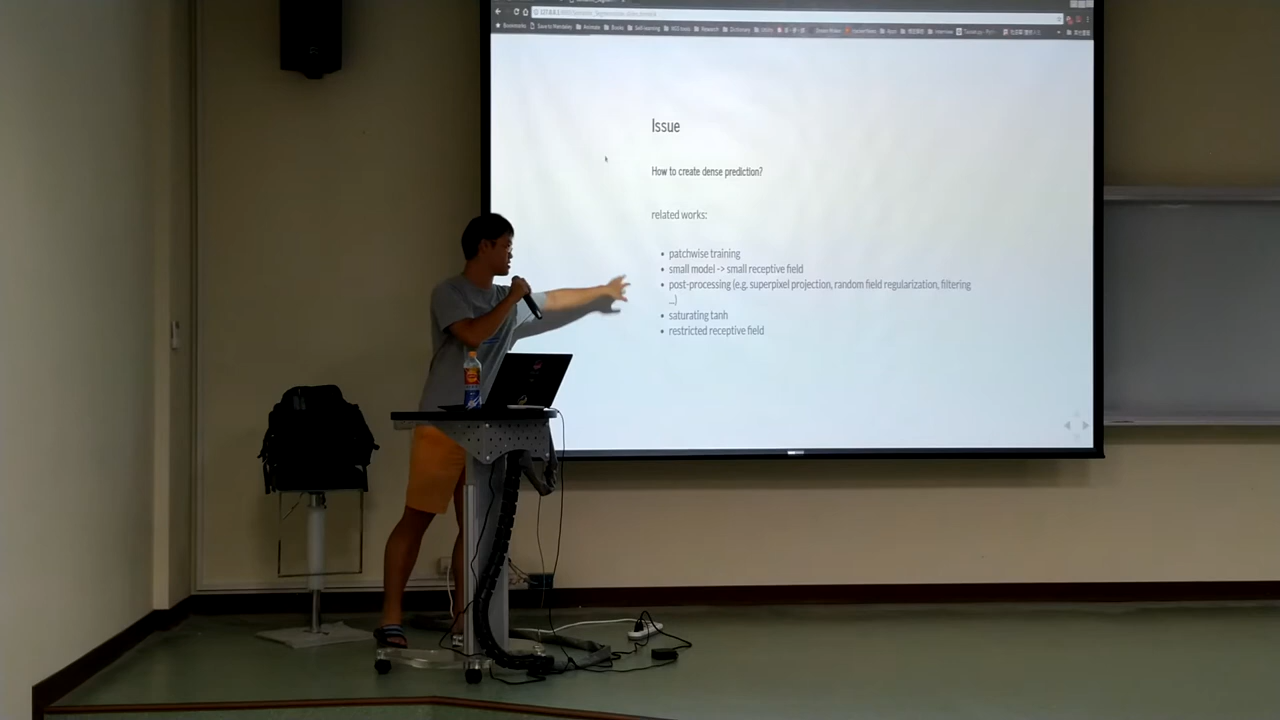 Issue
How to create dense prediction?
related works:
patchwise training
small model -> small receptive field
post-processing (e.g. superpixel projection, random field regularization, filtering
...)
saturating tanh
restricted receptive field
Bookmarks